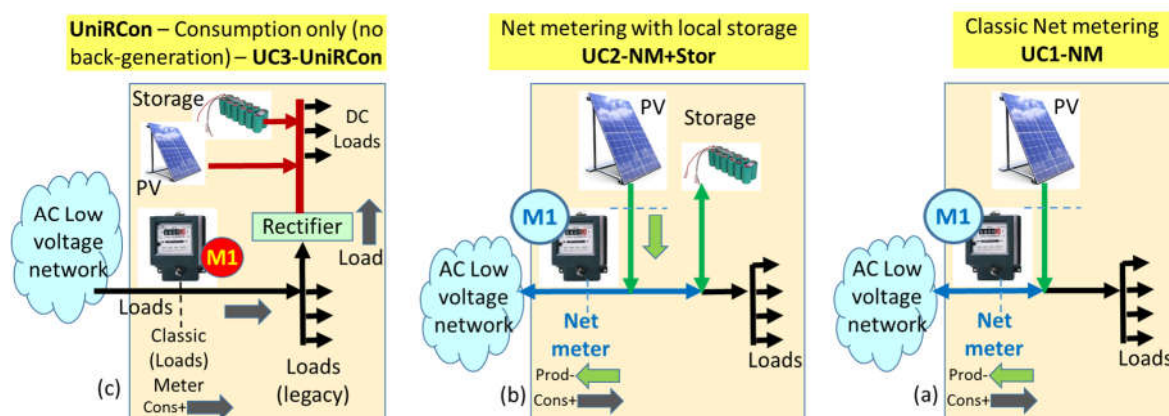 UniRCon – Consumption only (no
back-generation) – UC3-UniRCon
Storage
DC
Loads
PV
Rectifier
AC Low
voltage
network
M1
Load
Loads
Classic
(Loads)
Meter
Cons+
Loads
(legacy)
(c)
Net metering with local storage
UC2-NM+Stor
PV
Storage
M1
AC Low
voltage
network
Net
meter
Loads
Prod-
Cons+
(b)
Classic Net metering
UC1-NM
PV
M1
AC Low
voltage
network
Net
meter
Loads
Prod-
Cons+
(a)